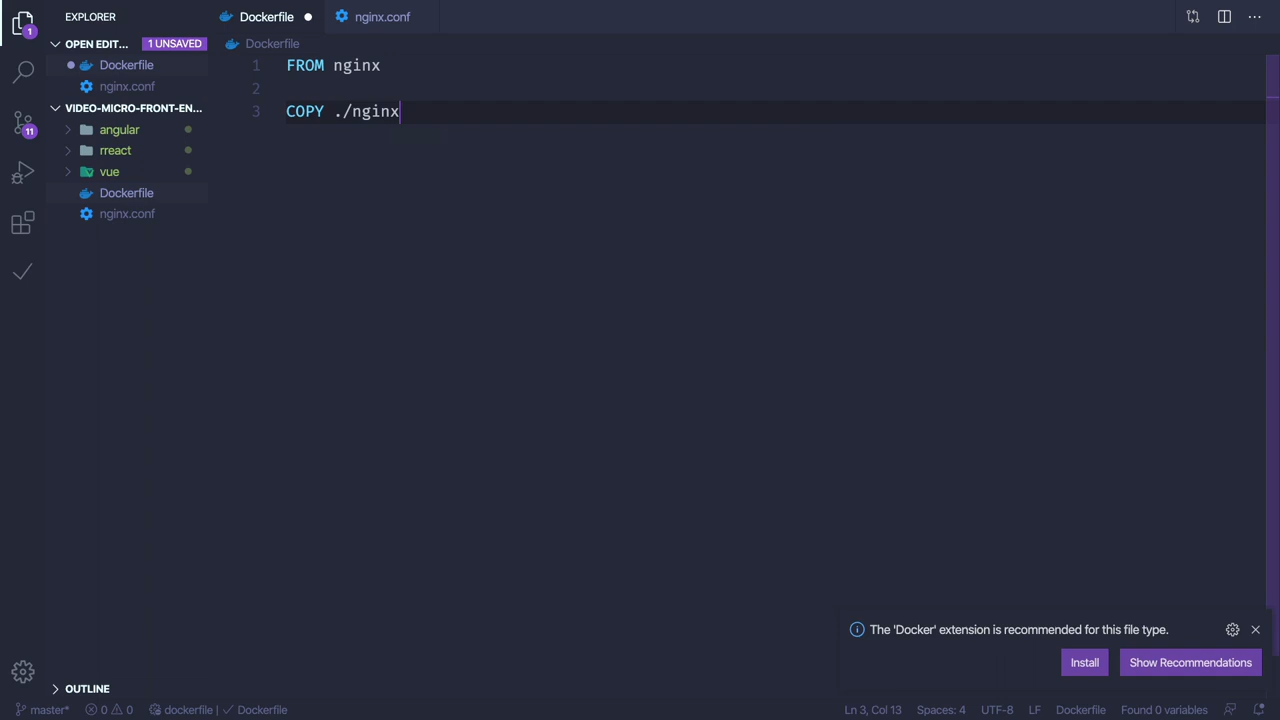 EXPLORER
Dockerfile
nginx.conf
1
OPEN EDIT...
1 UNSAVED
Dockerfile
nginx.conf
Dockerfile
VIDEO-MICRO-FRONT-EN...
angular
rreact
vue
Dockerfile
nginx.conf
11
1 FROM nginx
2
3 COPY ./nginx
The 'Docker' extension is recommended for this file type.
Install
Show Recommendations
OUTLINE
master*
0 0
dockerfile | Dockerfile
Ln 3, Col 13
Spaces: 4
UTF-8
LF
Dockerfile
Found 0 variables